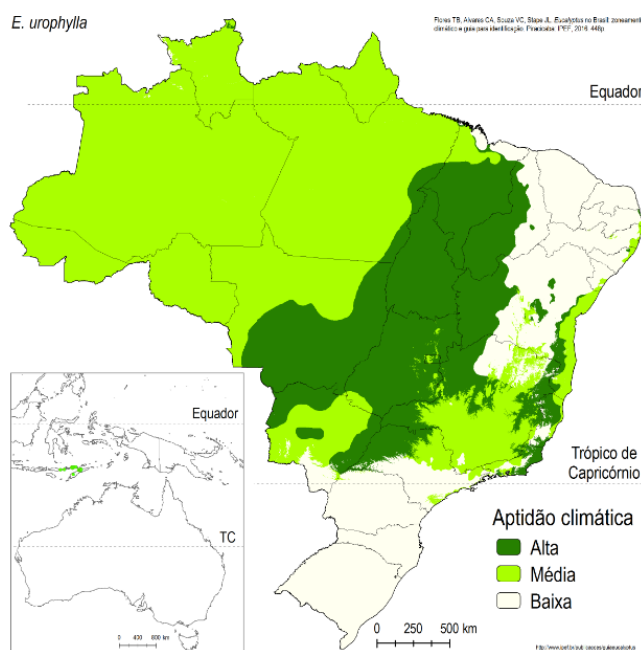 E. urophylla
Flores TB, Alvares CA, Souza VC, Stape JL. Eucalyptus no Brasil: zoneamento
climático e guia para identificação. Piracicaba: IPEF, 2016. 448p.
Equador
Equador
TC
0 400 800 km
Trópico de
Capricórnio
Aptidão climática
Alta
Média
Baixa
0 250 500 km